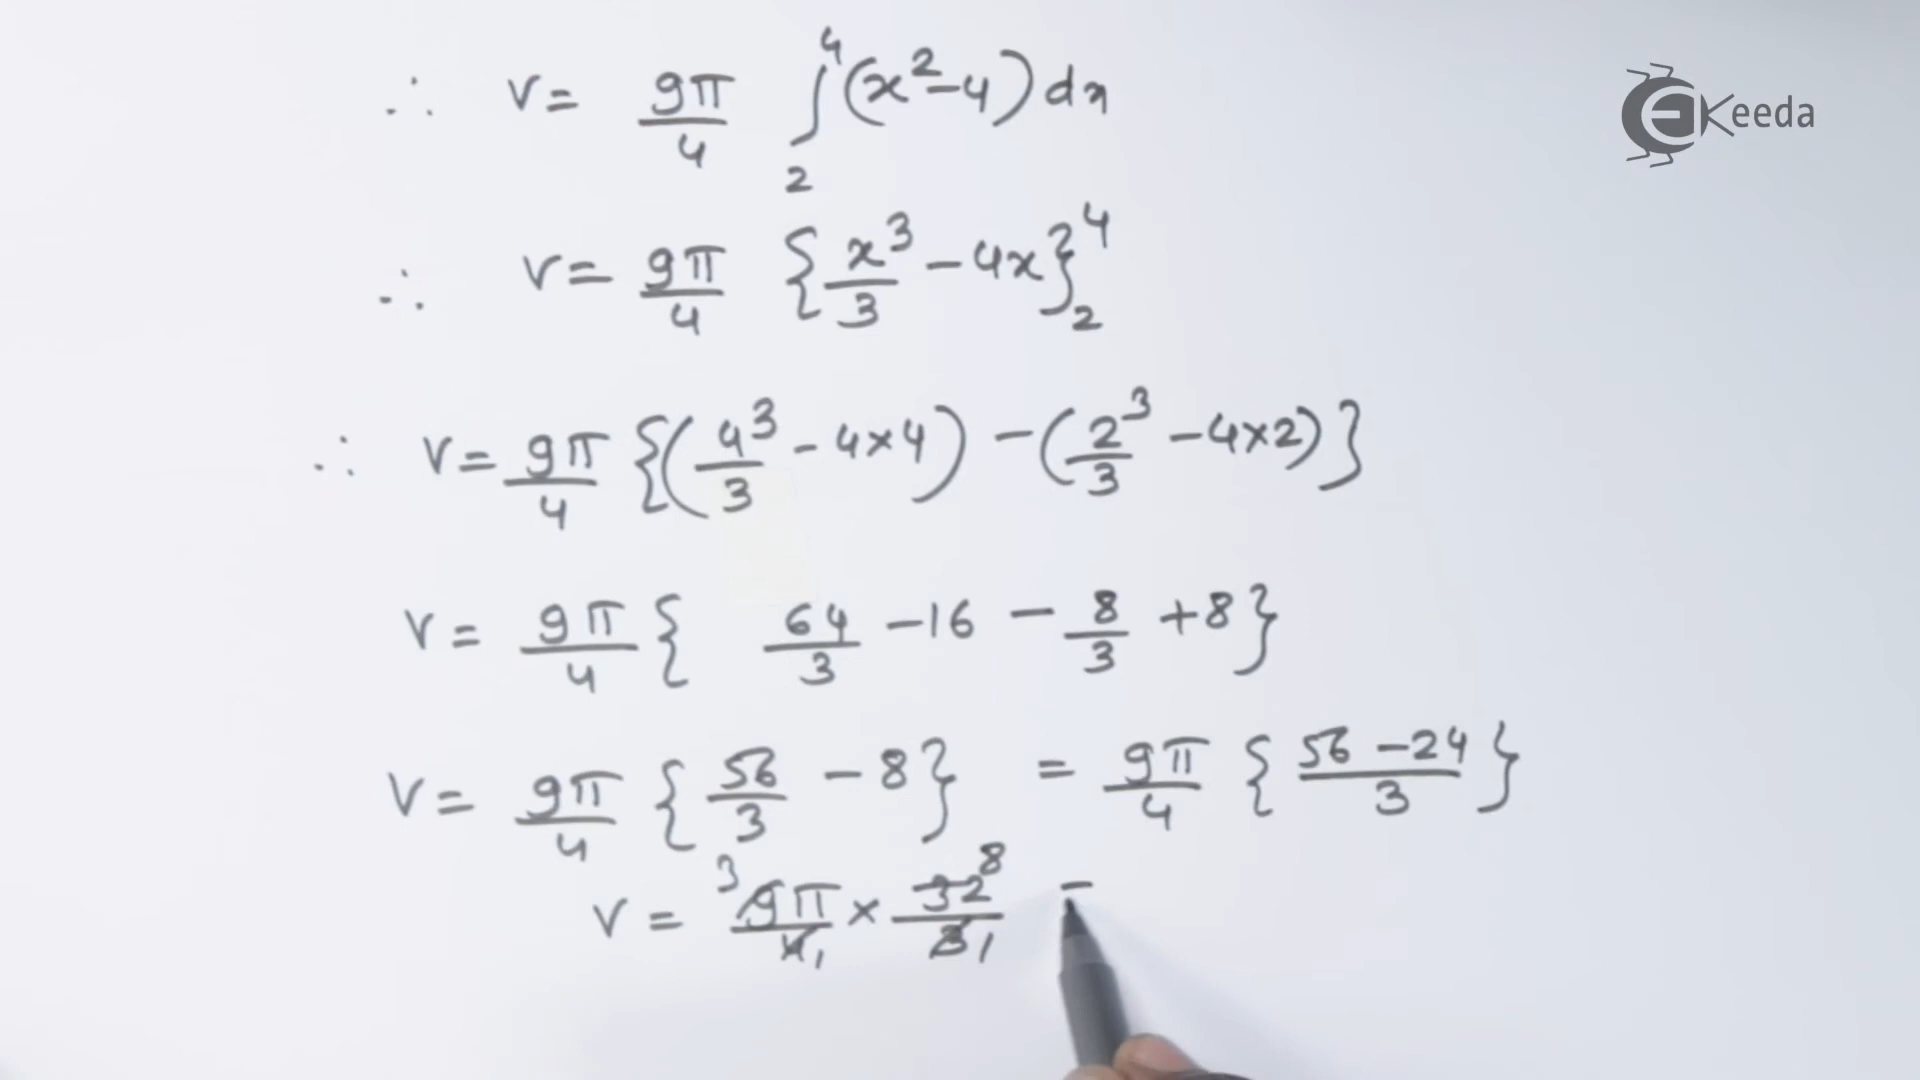 ∴ V = 9π/4 ∫₂⁴ (x² - 4) dx
Keeda
∴ V = 9π/4 {x³/3 - 4x}₂⁴
∴ V = 9π/4 {(4³/3 - 4×4) - (2³/3 - 4×2)}
V = 9π/4 { 64/3 - 16 - 8/3 + 8}
V = 9π/4 {56/3 - 8} = 9π/4 {56 - 24/3}
V = ³9π/4₁ × 32⁸/3₁ =